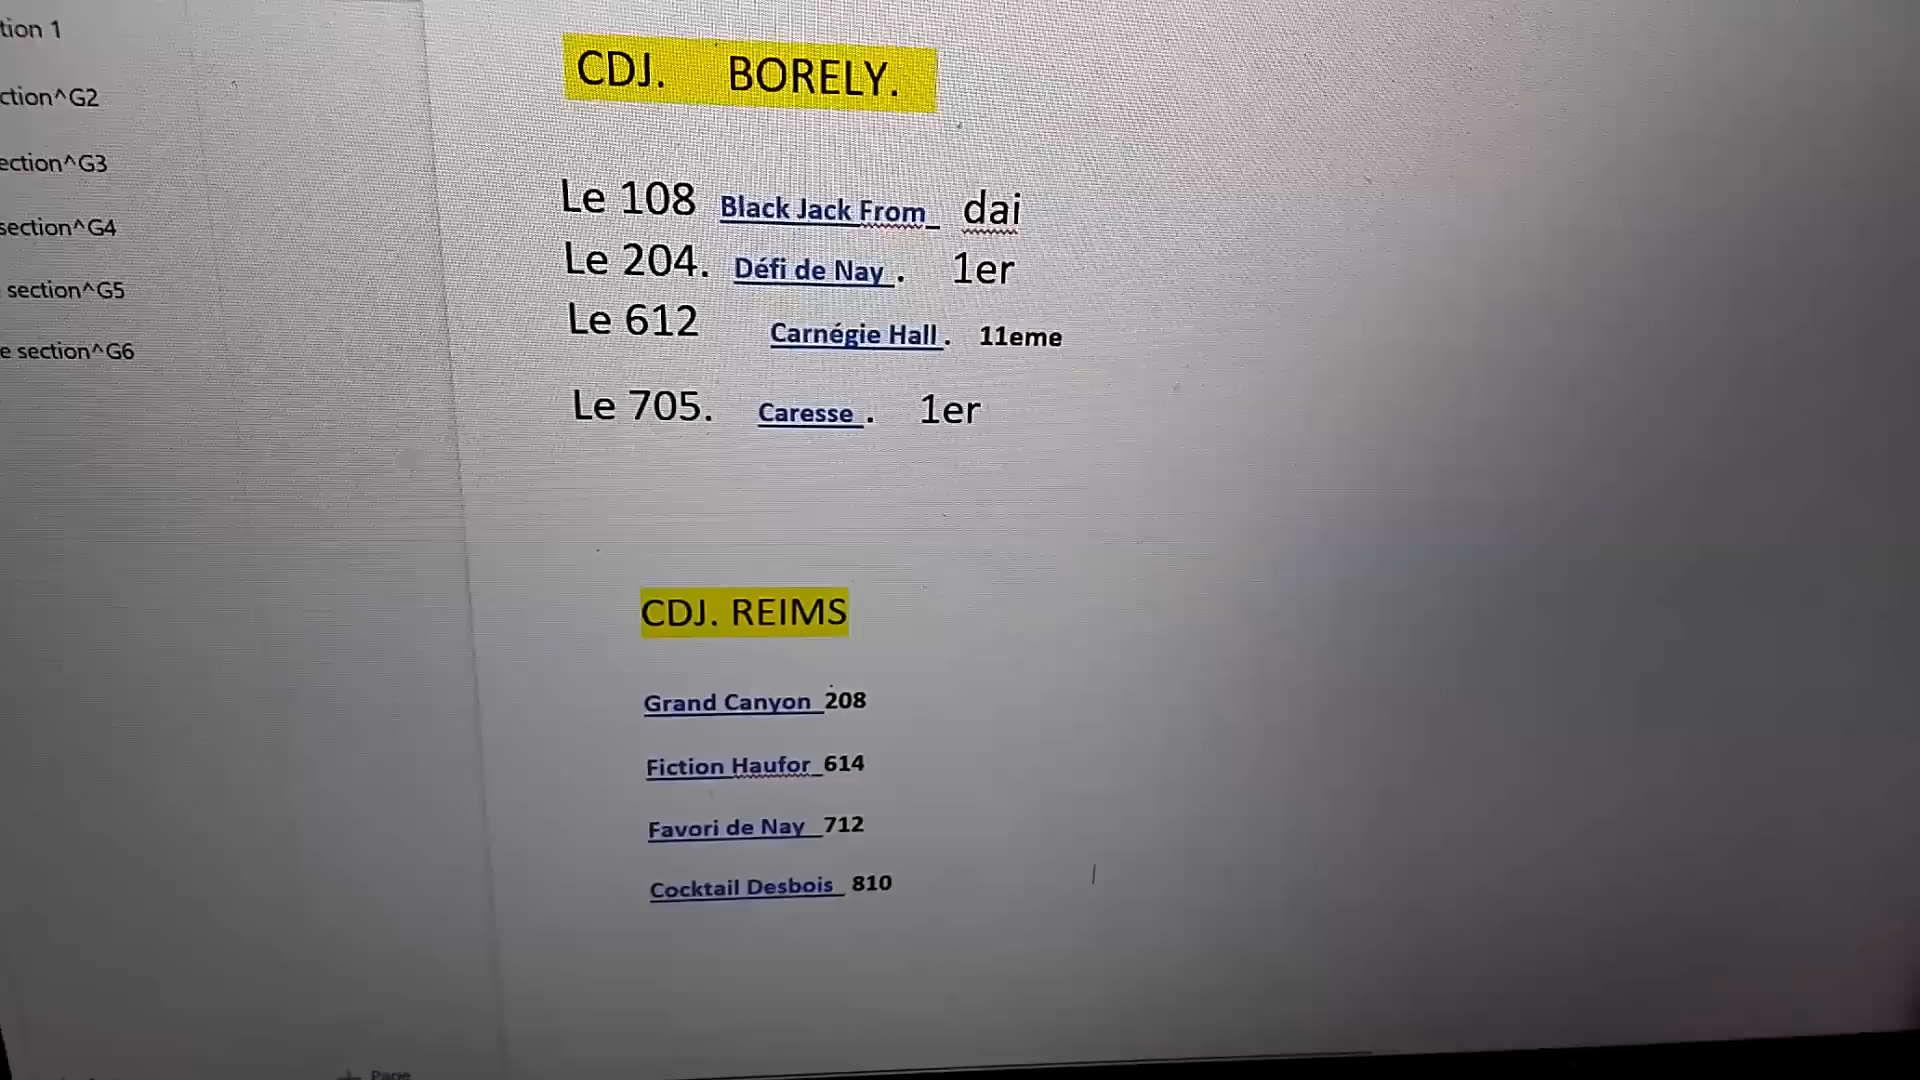 tion 1
ction^G2
ection^G3
section^G4
section^G5
e section^G6
CDJ. BORELY.
Le 108 Black Jack From dai
Le 204. Défi de Nay . 1er
Le 612 Carnégie Hall . 11eme
Le 705. Caresse . 1er
CDJ. REIMS
Grand Canyon 208
Fiction Haufor 614
Favori de Nay 712
Cocktail Desbois 810
Page